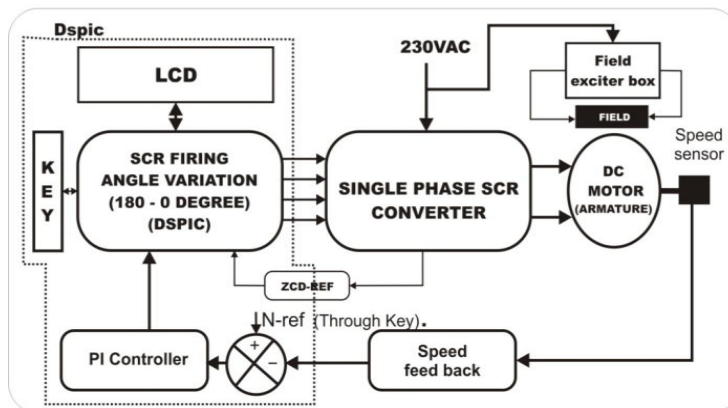 Dspic
LCD
230VAC
Field
exciter box
FIELD
Speed
sensor
K
E
Y
SCR FIRING
ANGLE VARIATION
(180 - 0 DEGREE)
(DSPIC)
SINGLE PHASE SCR
CONVERTER
DC
MOTOR
(ARMATURE)
ZCD-REF
N-ref (Through Key).
+
−
PI Controller
Speed
feed back